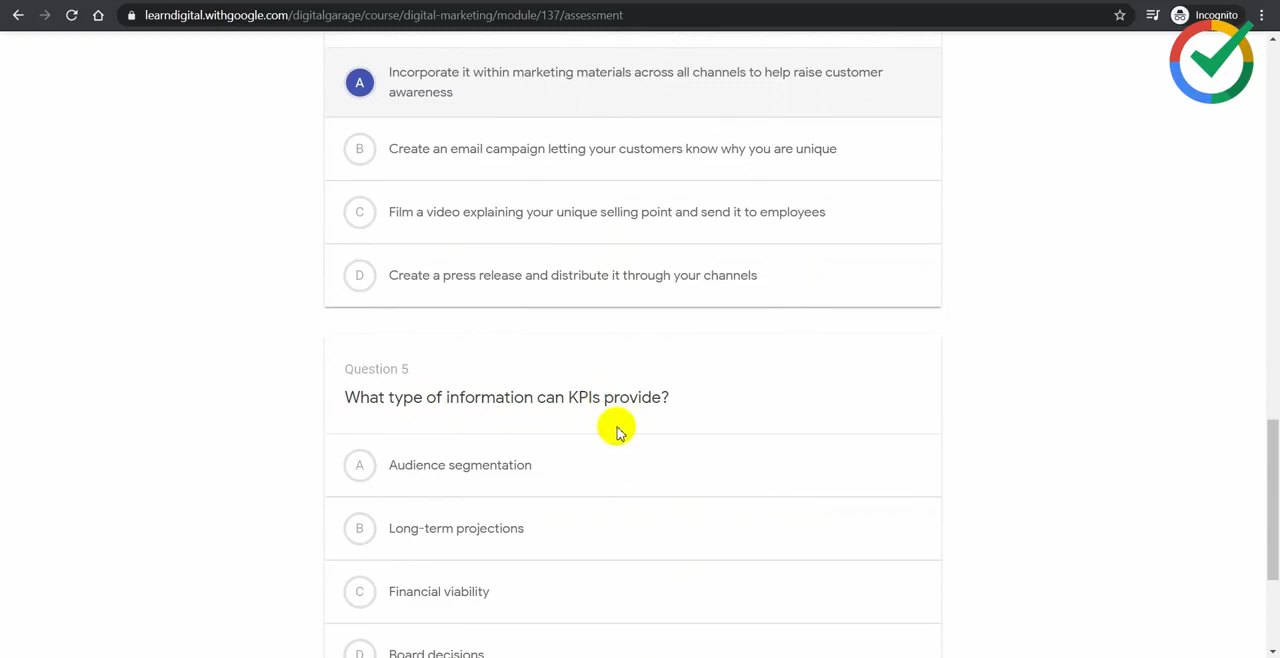 learndigital.withgoogle.com/digitalgarage/course/digital-marketing/module/137/assessment
Incognito
A
Incorporate it within marketing materials across all channels to help raise customer
awareness
B
Create an email campaign letting your customers know why you are unique
C
Film a video explaining your unique selling point and send it to employees
D
Create a press release and distribute it through your channels
Question 5
What type of information can KPIs provide?
A
Audience segmentation
B
Long-term projections
C
Financial viability
D
Board decisions